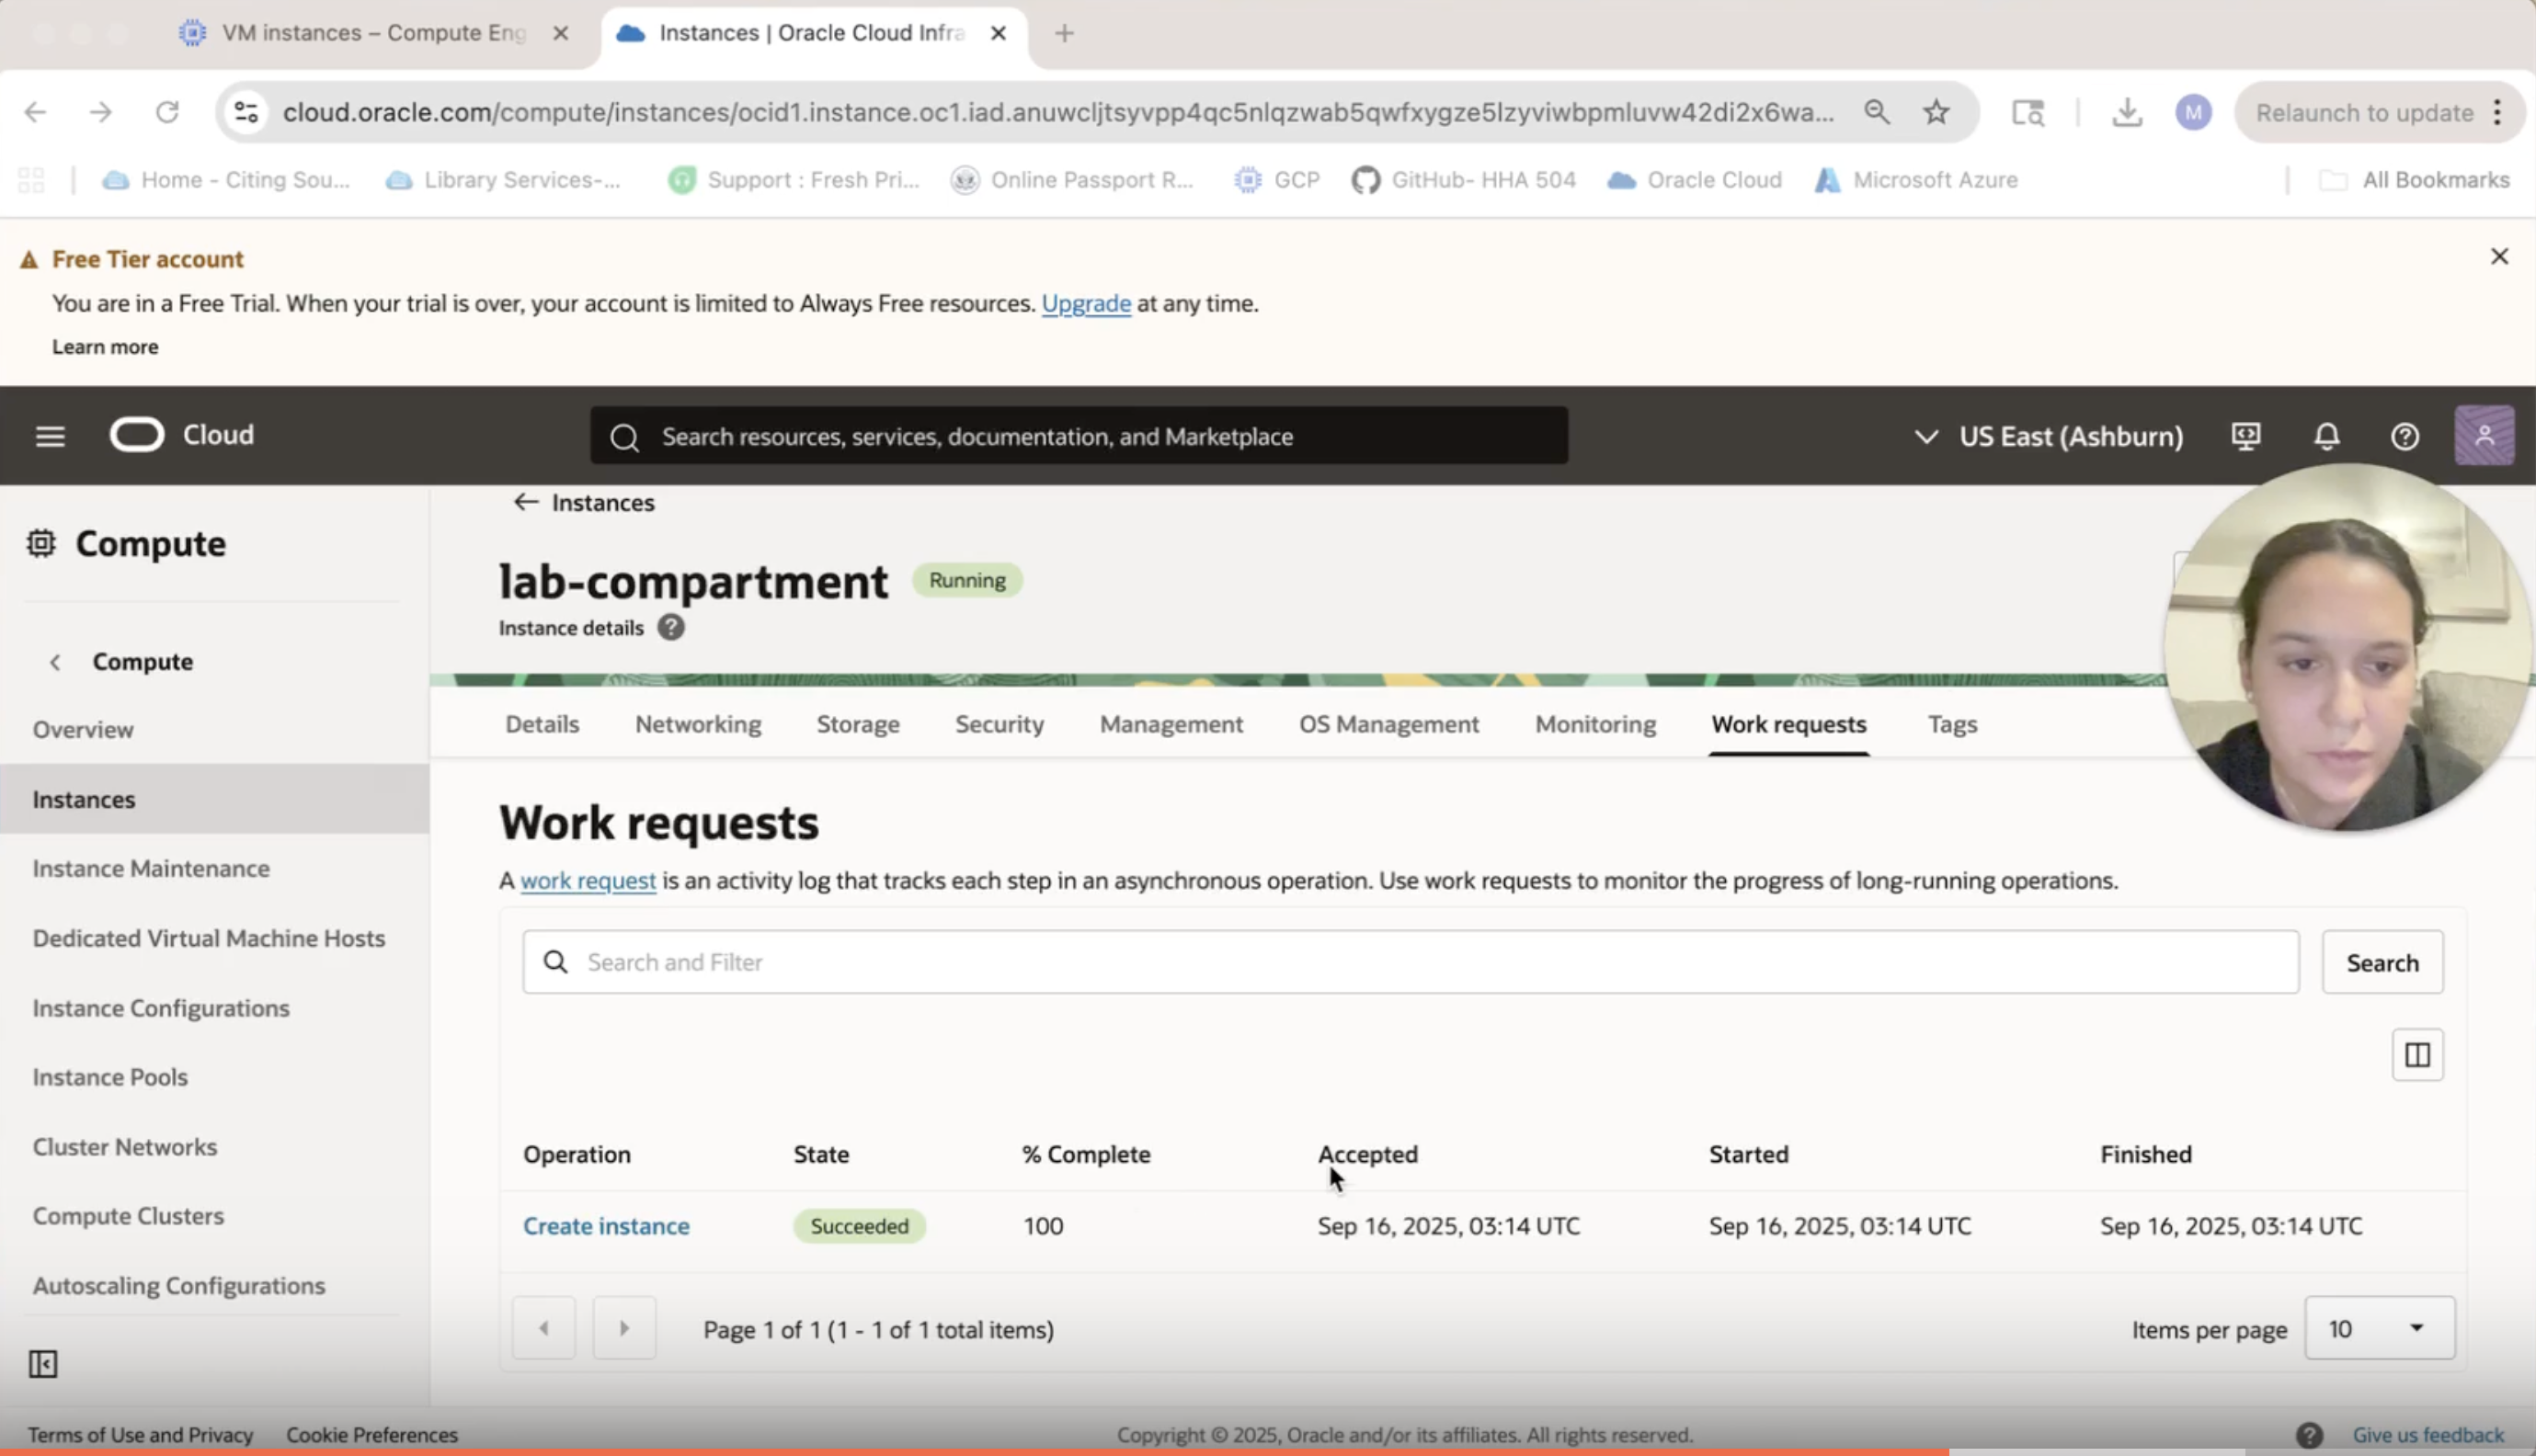 VM instances – Compute Eng
Instances | Oracle Cloud Infra
cloud.oracle.com/compute/instances/ocid1.instance.oc1.iad.anuwcljtsyvpp4qc5nlqzwab5qwfxygze5lzyviwbpmluvw42di2x6wa...
M
Relaunch to update
Home - Citing Sou...
Library Services-...
Support : Fresh Pri...
Online Passport R...
GCP
GitHub- HHA 504
Oracle Cloud
Microsoft Azure
All Bookmarks
Free Tier account
You are in a Free Trial. When your trial is over, your account is limited to Always Free resources. Upgrade at any time.
Learn more
Cloud
Search resources, services, documentation, and Marketplace
US East (Ashburn)
Compute
Compute
Overview
Instances
Instance Maintenance
Dedicated Virtual Machine Hosts
Instance Configurations
Instance Pools
Cluster Networks
Compute Clusters
Autoscaling Configurations
Instances
lab-compartment
Running
Instance details
Details
Networking
Storage
Security
Management
OS Management
Monitoring
Work requests
Tags
Work requests
A work request is an activity log that tracks each step in an asynchronous operation. Use work requests to monitor the progress of long-running operations.
Search and Filter
Search
Operation
State
% Complete
Accepted
Started
Finished
Create instance
Succeeded
100
Sep 16, 2025, 03:14 UTC
Sep 16, 2025, 03:14 UTC
Sep 16, 2025, 03:14 UTC
Page 1 of 1 (1 - 1 of 1 total items)
Items per page
10
Terms of Use and Privacy
Cookie Preferences
Copyright © 2025, Oracle and/or its affiliates. All rights reserved.
Give us feedback